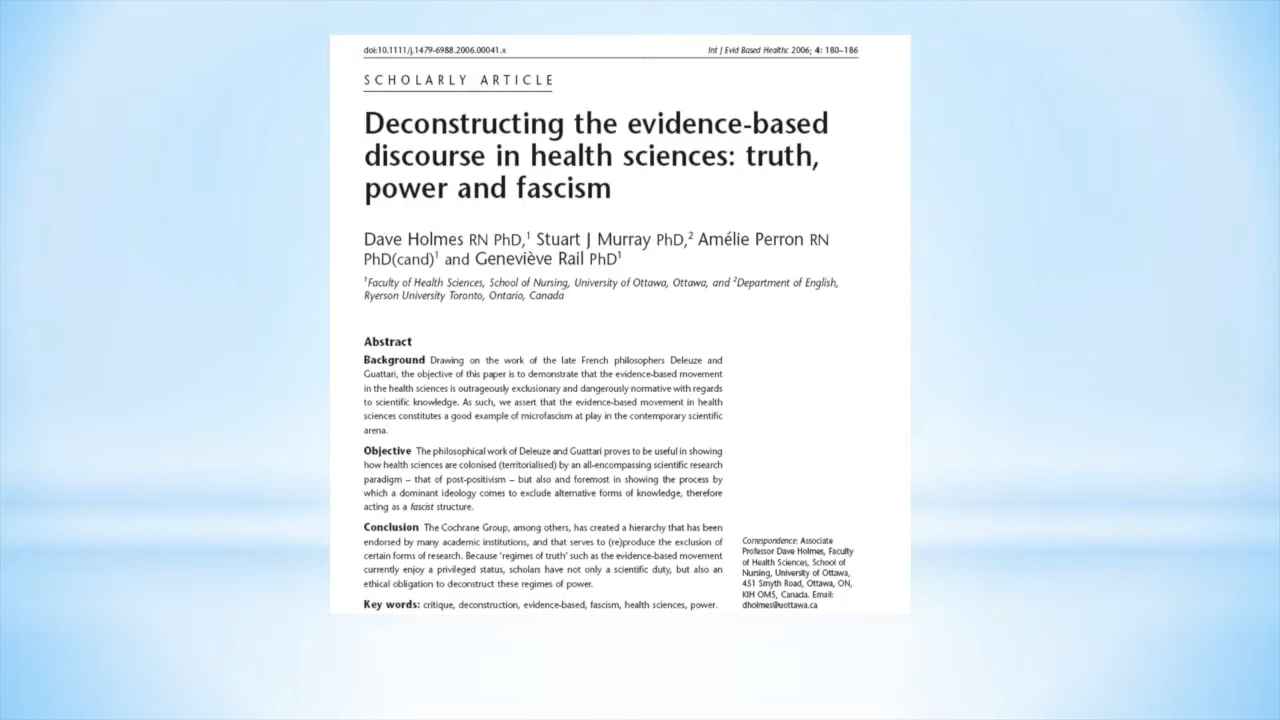 doi:10.1111/j.1479-6988.2006.00041.x
Int J Evid Based Healthc 2006; 4: 180–186
SCHOLARLY ARTICLE
Deconstructing the evidence-based
discourse in health sciences: truth,
power and fascism
Dave Holmes RN PhD,1 Stuart J Murray PhD,2 Amélie Perron RN
PhD(cand)1 and Geneviève Rail PhD1
1Faculty of Health Sciences, School of Nursing, University of Ottawa, Ottawa, and 2Department of English,
Ryerson University Toronto, Ontario, Canada
Abstract
Background Drawing on the work of the late French philosophers Deleuze and
Guattari, the objective of this paper is to demonstrate that the evidence-based movement
in the health sciences is outrageously exclusionary and dangerously normative with regards
to scientific knowledge. As such, we assert that the evidence-based movement in health
sciences constitutes a good example of microfascism at play in the contemporary scientific
arena.
Objective The philosophical work of Deleuze and Guattari proves to be useful in showing
how health sciences are colonised (territorialised) by an all-encompassing scientific research
paradigm – that of post-positivism – but also and foremost in showing the process by
which a dominant ideology comes to exclude alternative forms of knowledge, therefore
acting as a fascist structure.
Conclusion The Cochrane Group, among others, has created a hierarchy that has been
endorsed by many academic institutions, and that serves to (re)produce the exclusion of
certain forms of research. Because 'regimes of truth' such as the evidence-based movement
currently enjoy a privileged status, scholars have not only a scientific duty, but also an
ethical obligation to deconstruct these regimes of power.
Key words: critique, deconstruction, evidence-based, fascism, health sciences, power.
Correspondence: Associate
Professor Dave Holmes, Faculty
of Health Sciences, School of
Nursing, University of Ottawa,
451 Smyth Road, Ottawa, ON,
KIH OM5, Canada. Email:
dholmes@uottawa.ca